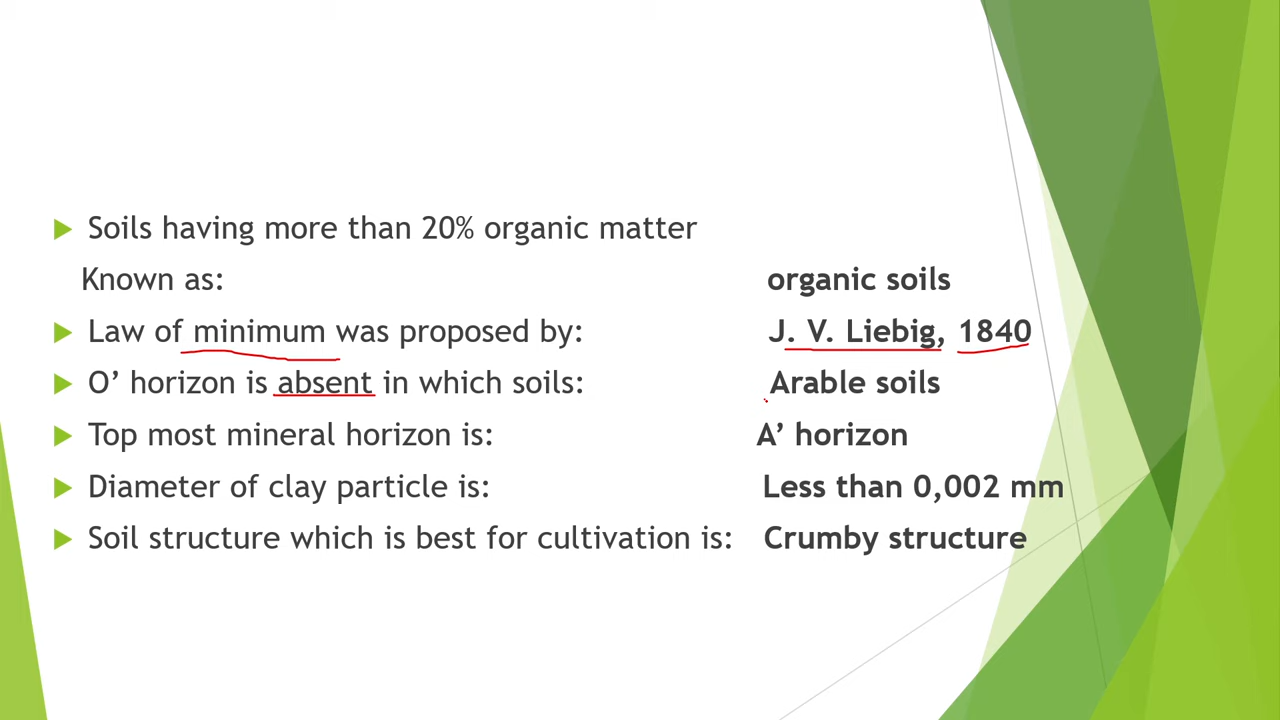 Soils having more than 20% organic matter
Known as: organic soils
Law of minimum was proposed by: J. V. Liebig, 1840
O’ horizon is absent in which soils: Arable soils
Top most mineral horizon is: A’ horizon
Diameter of clay particle is: Less than 0,002 mm
Soil structure which is best for cultivation is: Crumby structure